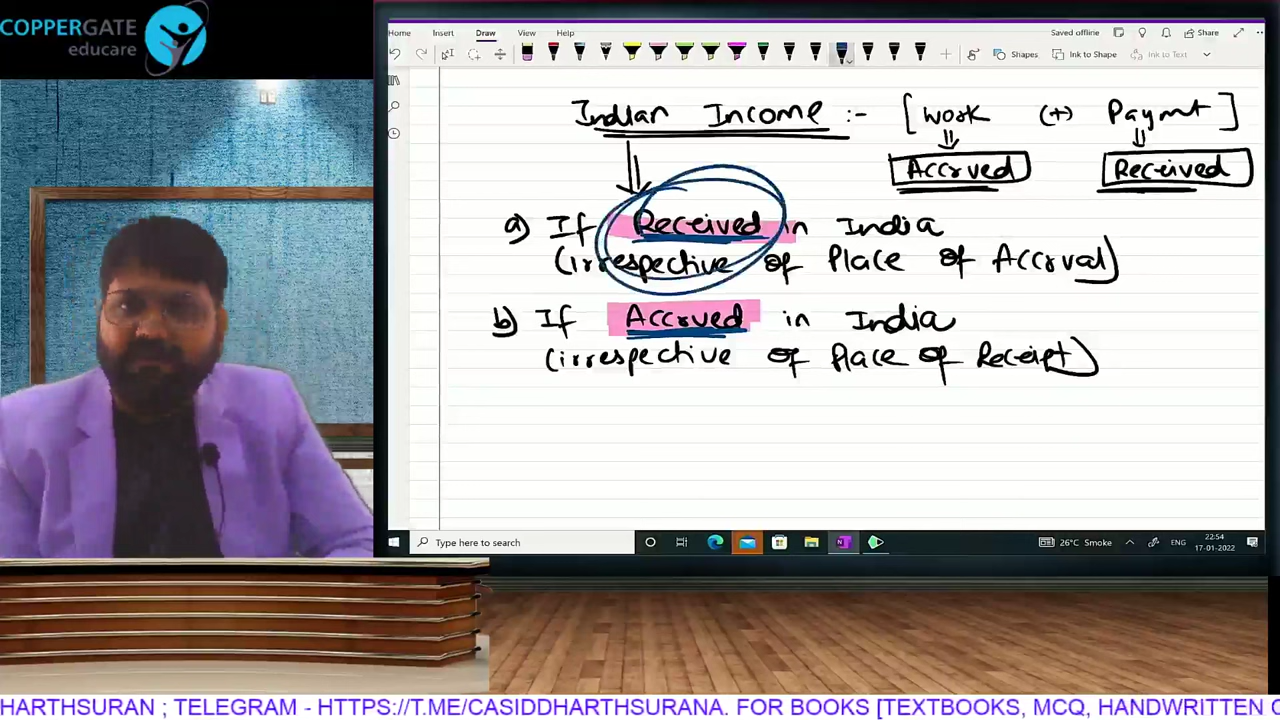 COPPERGATE
educare
Home Insert Draw View Help
Saved offline Share
Shapes Ink to Shape Ink to Text
Indian Income :- [Work (+) Paymt]
Accrued Received
a) If Received in India
(irrespective of Place of Accrual)
b) If Accrued in India
(irrespective of Place of Receipt)
Type here to search
26°C Smoke ENG 22:54
17-01-2022
HARTHSURAN ; TELEGRAM - HTTPS://T.ME/CASIDDHARTHSURANA. FOR BOOKS [TEXTBOOKS, MCQ, HANDWRITTEN